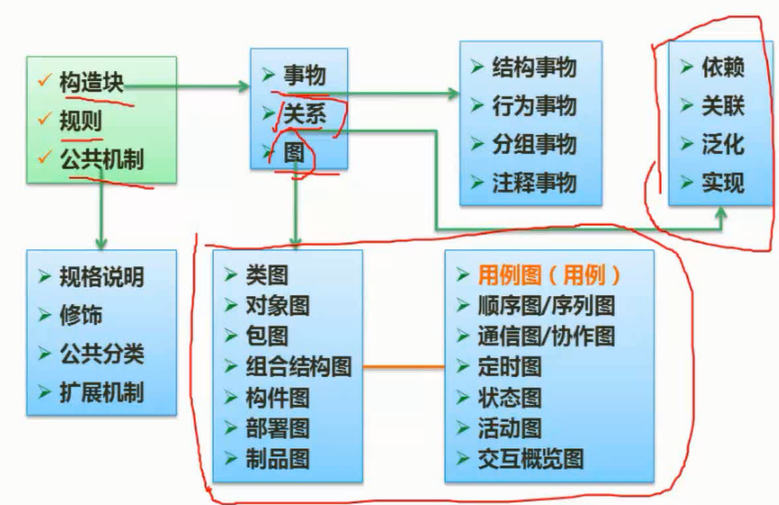 构造块
规则
公共机制
事物
关系
图
结构事物
行为事物
分组事物
注释事物
依赖
关联
泛化
实现
规格说明
修饰
公共分类
扩展机制
类图
对象图
包图
组合结构图
构件图
部署图
制品图
用例图（用例）
顺序图/序列图
通信图/协作图
定时图
状态图
活动图
交互概览图